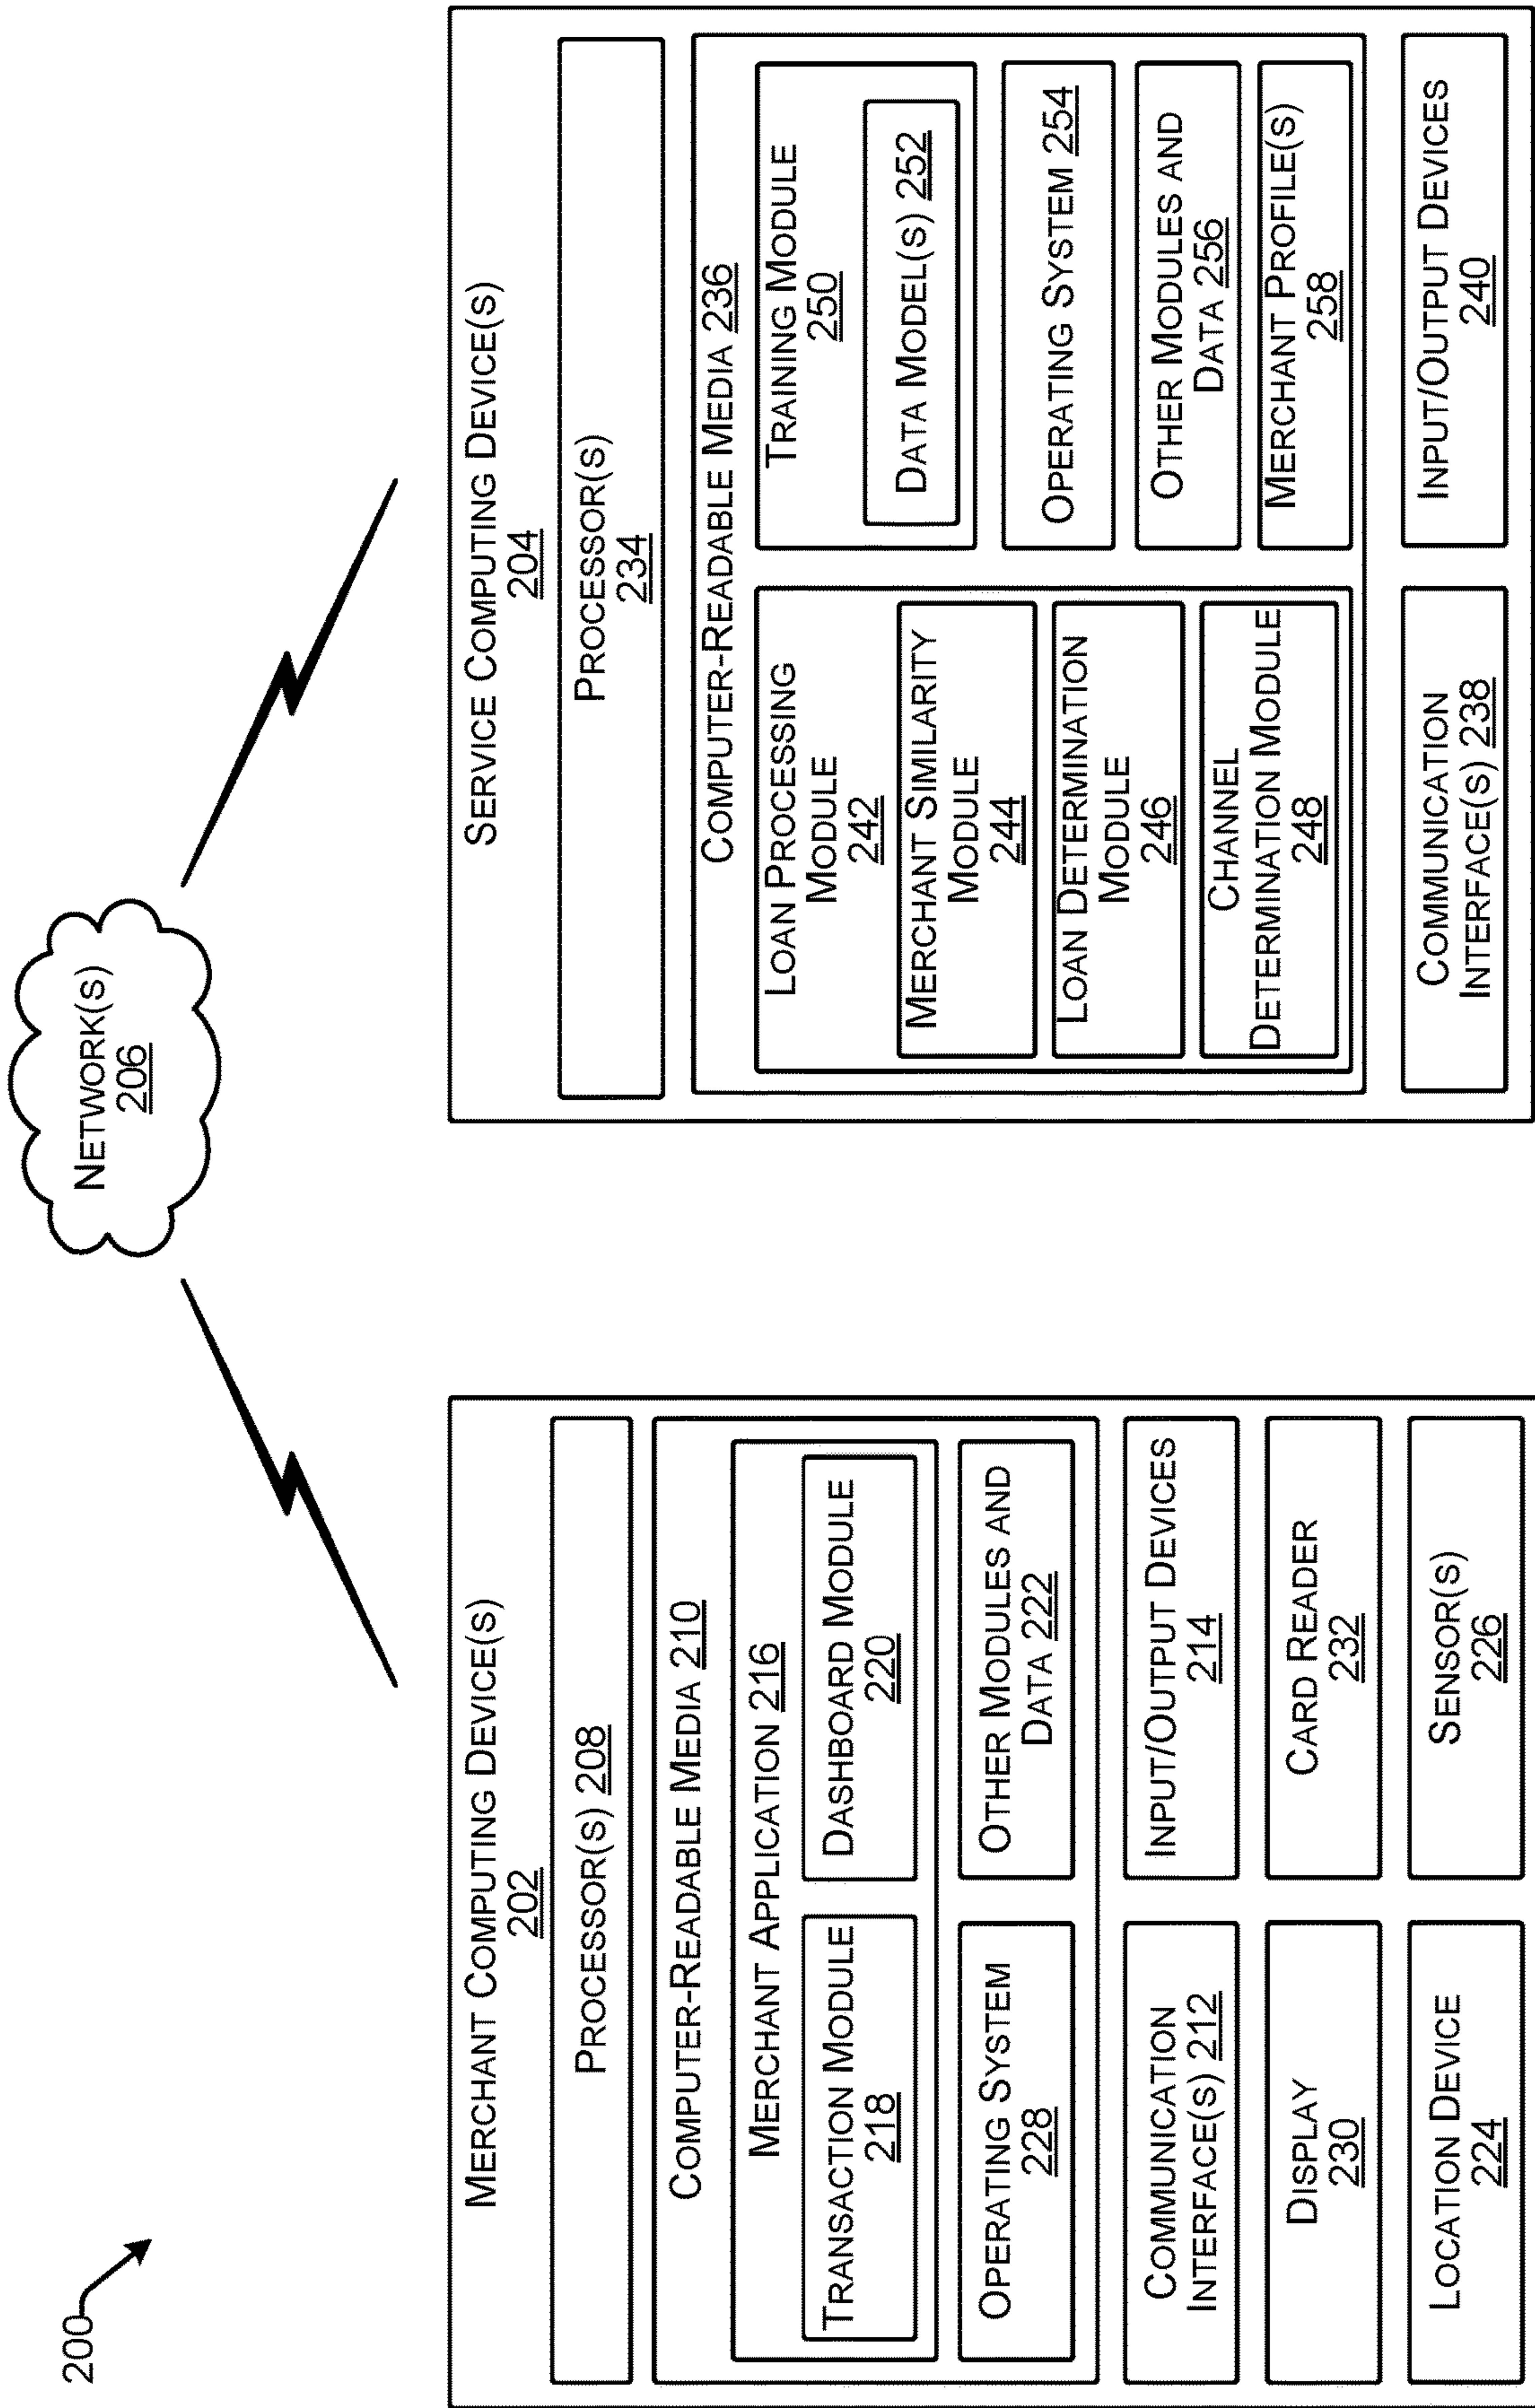 200
NETWORK(S)
206
MERCHANT COMPUTING DEVICE(S)
202
PROCESSOR(S) 208
COMPUTER-READABLE MEDIA 210
MERCHANT APPLICATION 216
TRANSACTION MODULE
218
DASHBOARD MODULE
220
OPERATING SYSTEM
228
OTHER MODULES AND
DATA 222
COMMUNICATION
INTERFACE(S) 212
INPUT/OUTPUT DEVICES
214
DISPLAY
230
CARD READER
232
LOCATION DEVICE
224
SENSOR(S)
226
SERVICE COMPUTING DEVICE(S)
204
PROCESSOR(S)
234
COMPUTER-READABLE MEDIA 236
LOAN PROCESSING
MODULE
242
MERCHANT SIMILARITY
MODULE
244
LOAN DETERMINATION
MODULE
246
CHANNEL
DETERMINATION MODULE
248
TRAINING MODULE
250
DATA MODEL(S) 252
OPERATING SYSTEM 254
OTHER MODULES AND
DATA 256
MERCHANT PROFILE(S)
258
COMMUNICATION
INTERFACE(S) 238
INPUT/OUTPUT DEVICES
240